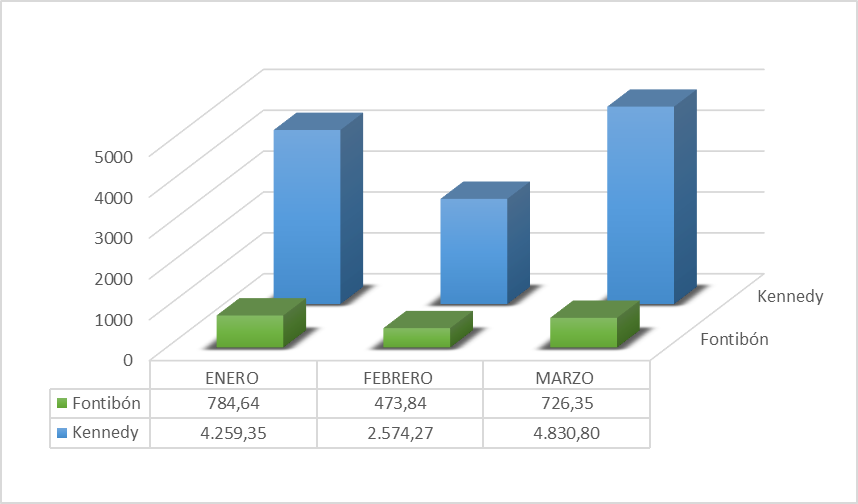 5000
4000
3000
2000
1000
0
Kennedy
Fontibón
ENERO FEBRERO MARZO
Fontibón 784,64 473,84 726,35
Kennedy 4.259,35 2.574,27 4.830,80